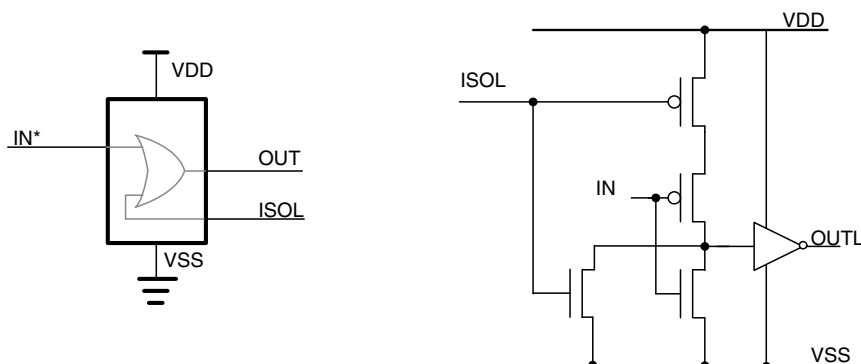 VDD
IN*
OUT
ISOL
VSS
VDD
ISOL
IN
OUTL
VSS